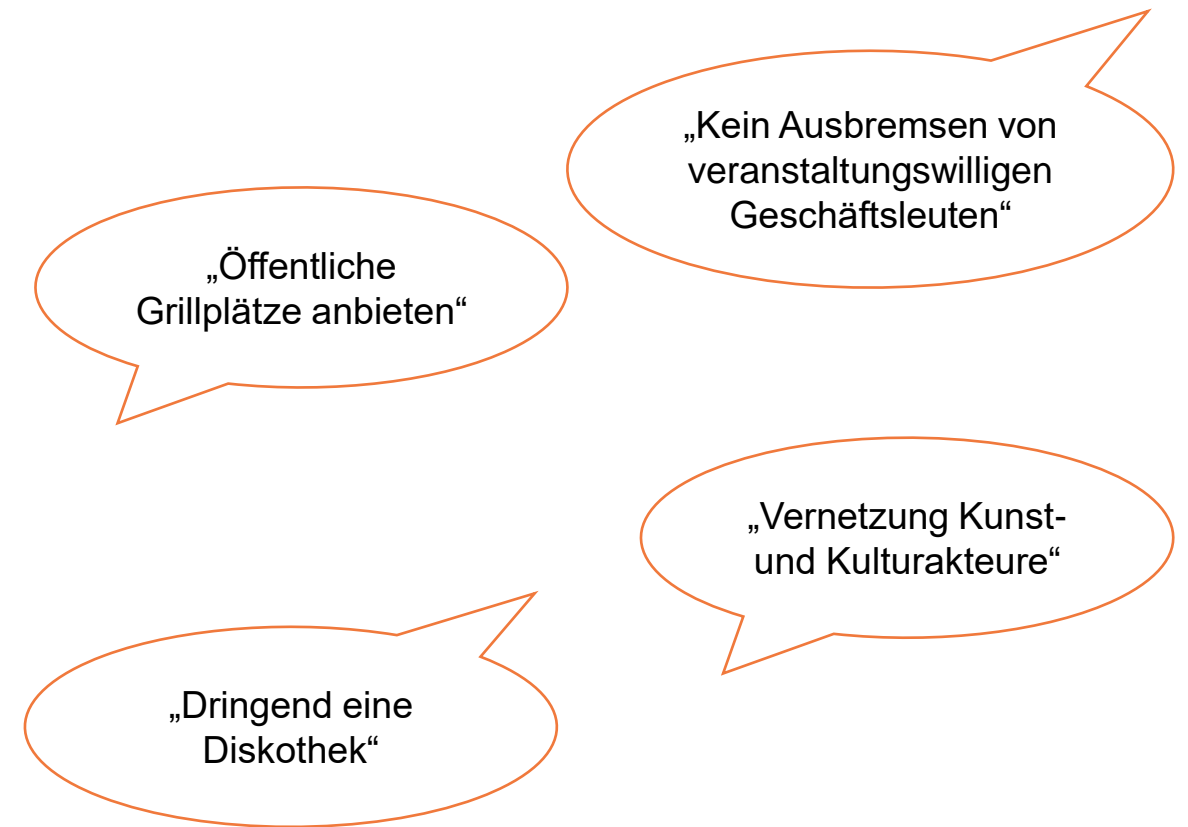 „Kein Ausbremsen von
veranstaltungswilligen
Geschäftsleuten“
„Öffentliche
Grillplätze anbieten“
„Vernetzung Kunst-
und Kulturakteure“
„Dringend eine
Diskothek“